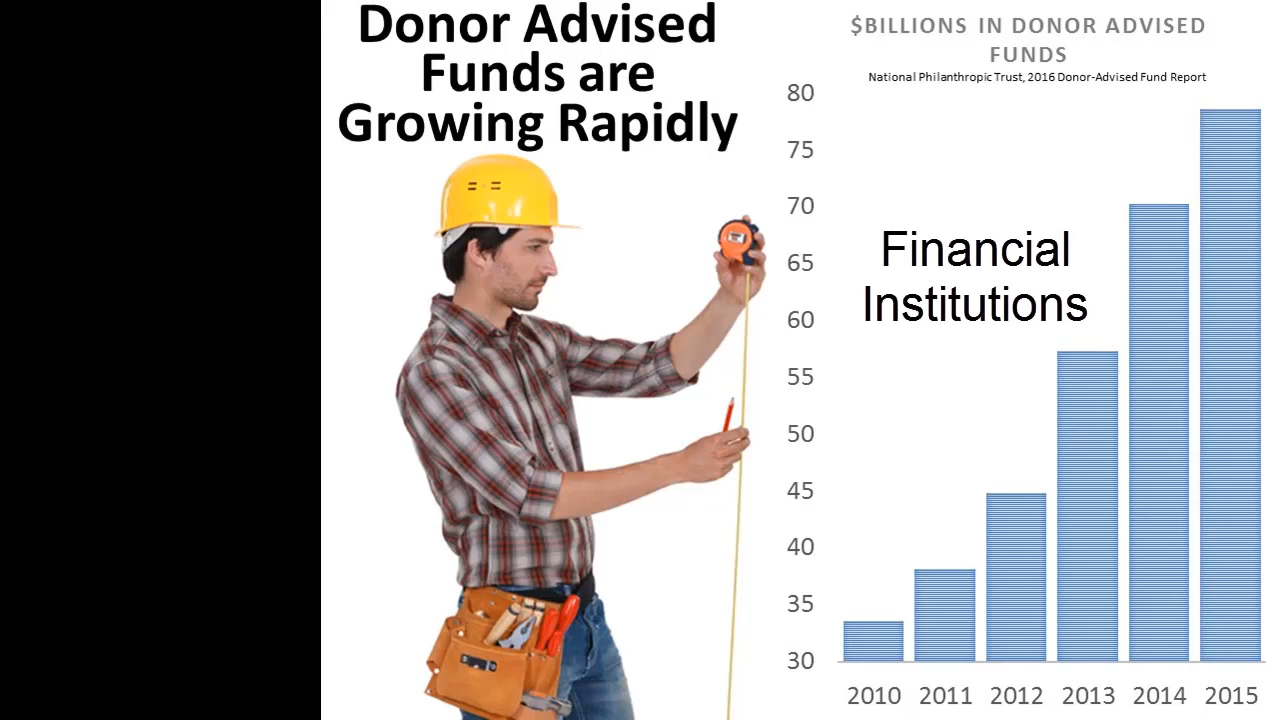 Donor Advised
Funds are
Growing Rapidly
$BILLIONS IN DONOR ADVISED
FUNDS
National Philanthropic Trust, 2016 Donor-Advised Fund Report
80
75
70
65
60
55
50
45
40
35
30
Financial
Institutions
2010 2011 2012 2013 2014 2015